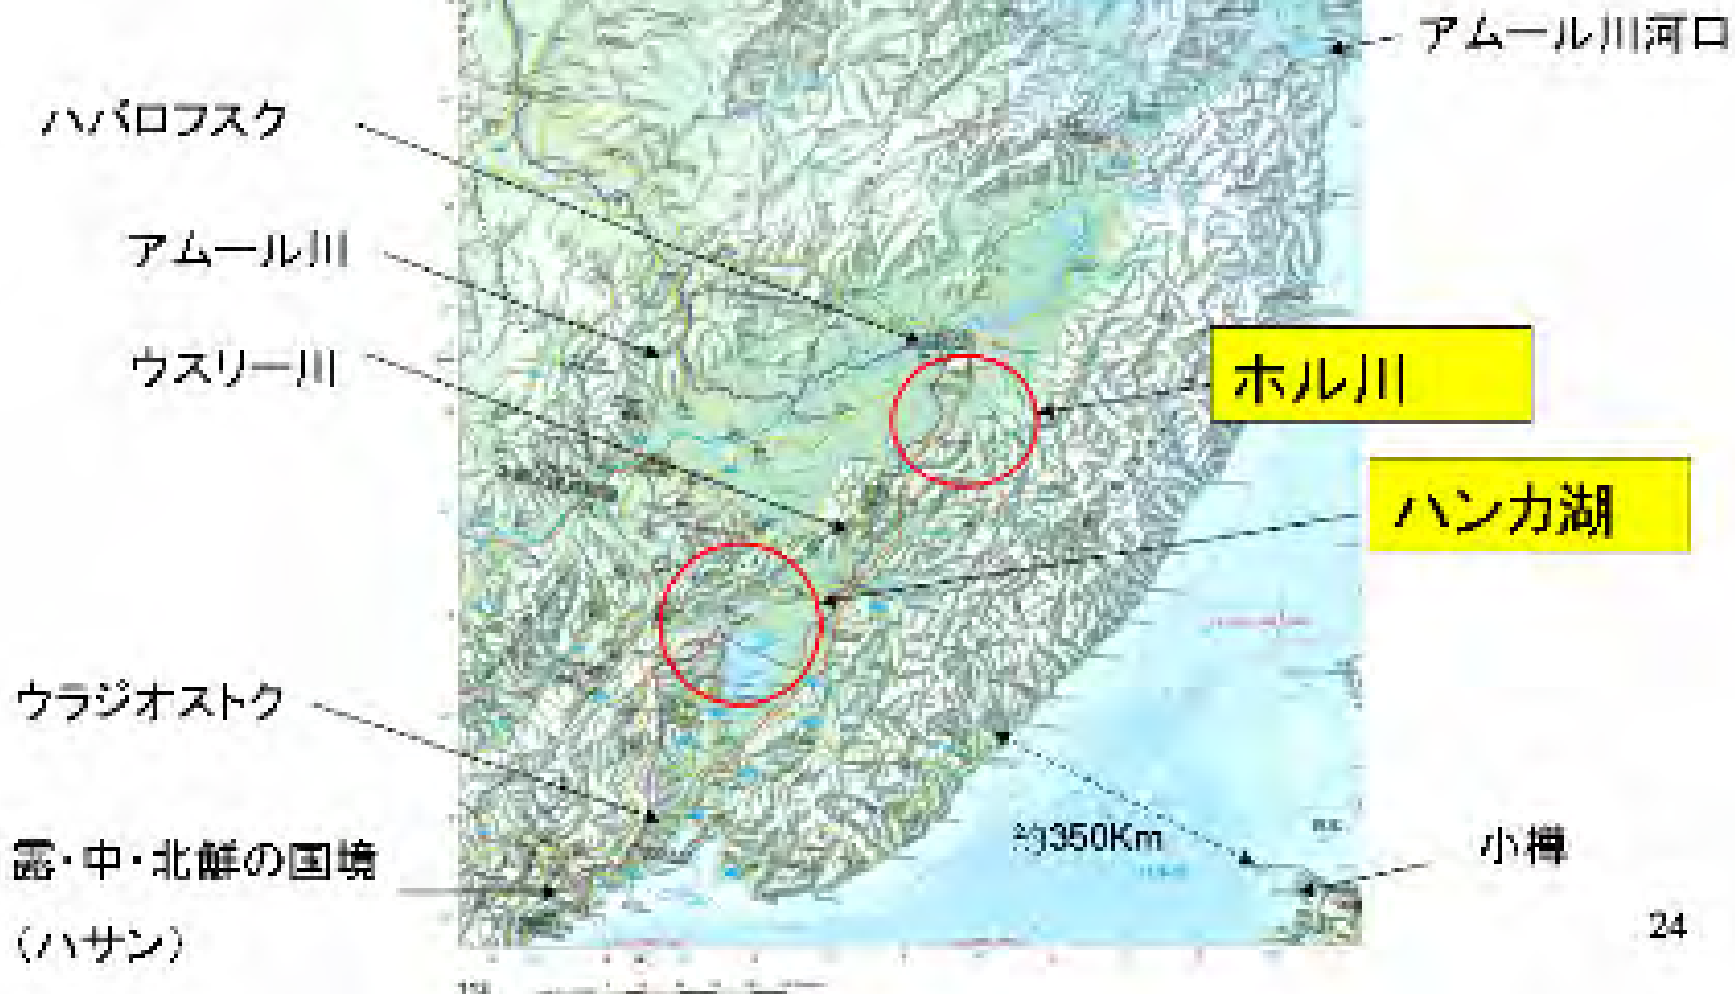 アムール川河口
ハバロフスク
アムール川
ウスリー川
ホル川
ハンカ湖
ウラジオストク
約350Km
小樽
露・中・北鮮の国境
(ハサン)
24